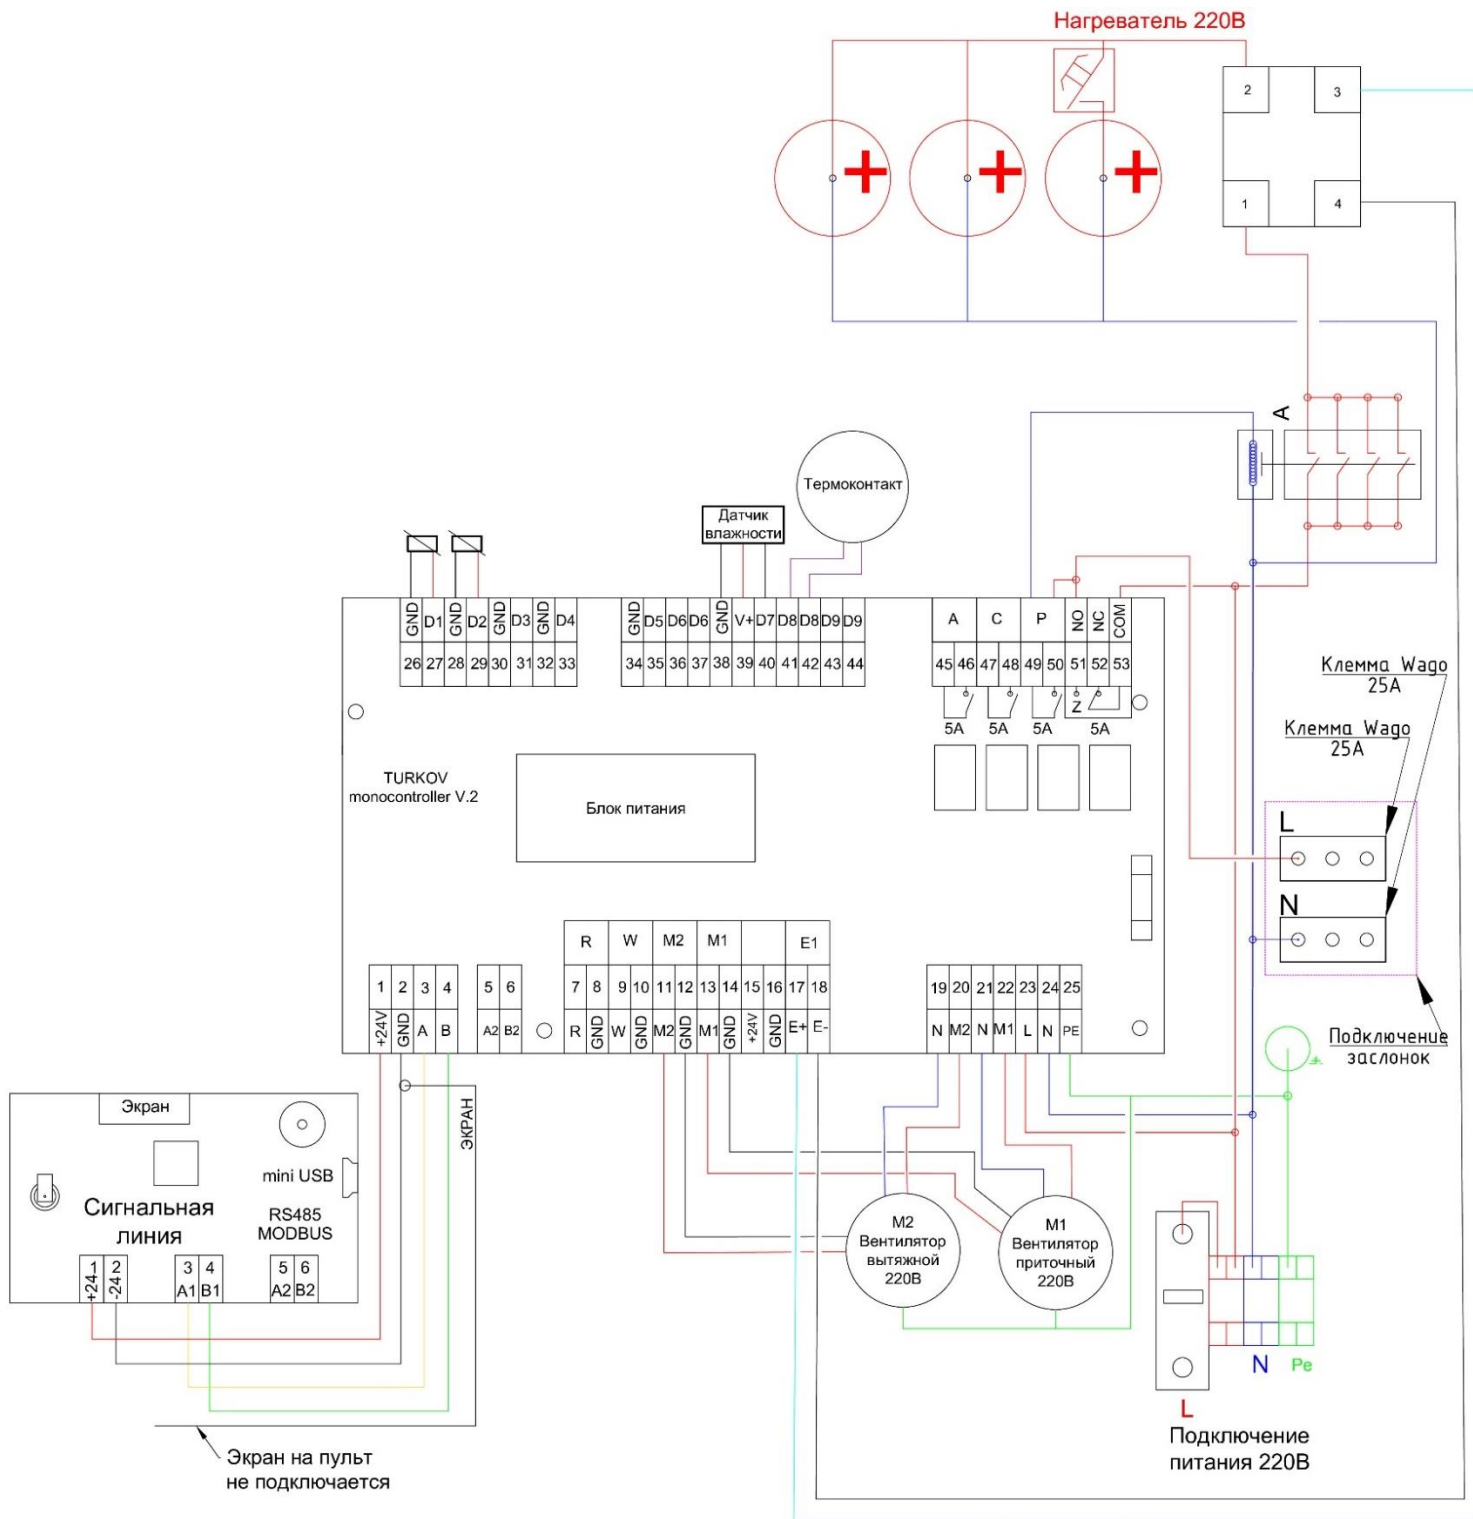 Нагреватель 220В
2
3
1
4
A
Термоконтакт
Датчик
влажности
GND D1 GND D2 GND D3 GND D4
26 27 28 29 30 31 32 33
GND D5 D6 D6 GND V+ D7 D8 D8 D9 D9
34 35 36 37 38 39 40 41 42 43 44
A C P NO NC COM
45 46 47 48 49 50 51 52 53
Z
5A 5A 5A 5A
Клемма Wago
25A
Клемма Wago
25A
TURKOV
monocontroller V.2
Блок питания
L
N
Подключение
заслонок
R W M2 M1 E1
1 2 3 4 5 6 7 8 9 10 11 12 13 14 15 16 17 18 19 20 21 22 23 24 25
+24V GND A B A2 B2 R GND W GND M2 GND M1 GND +24V GND E+ E- N M2 N M1 L N PE
Экран
ЭКРАН
mini USB
Сигнальная
линия
RS485
MODBUS
1 2 3 4 5 6
+24 -24 A1 B1 A2 B2
M2
Вентилятор
вытяжной
220В
M1
Вентилятор
приточный
220В
N Pe
L
Подключение
питания 220В
Экран на пульт
не подключается